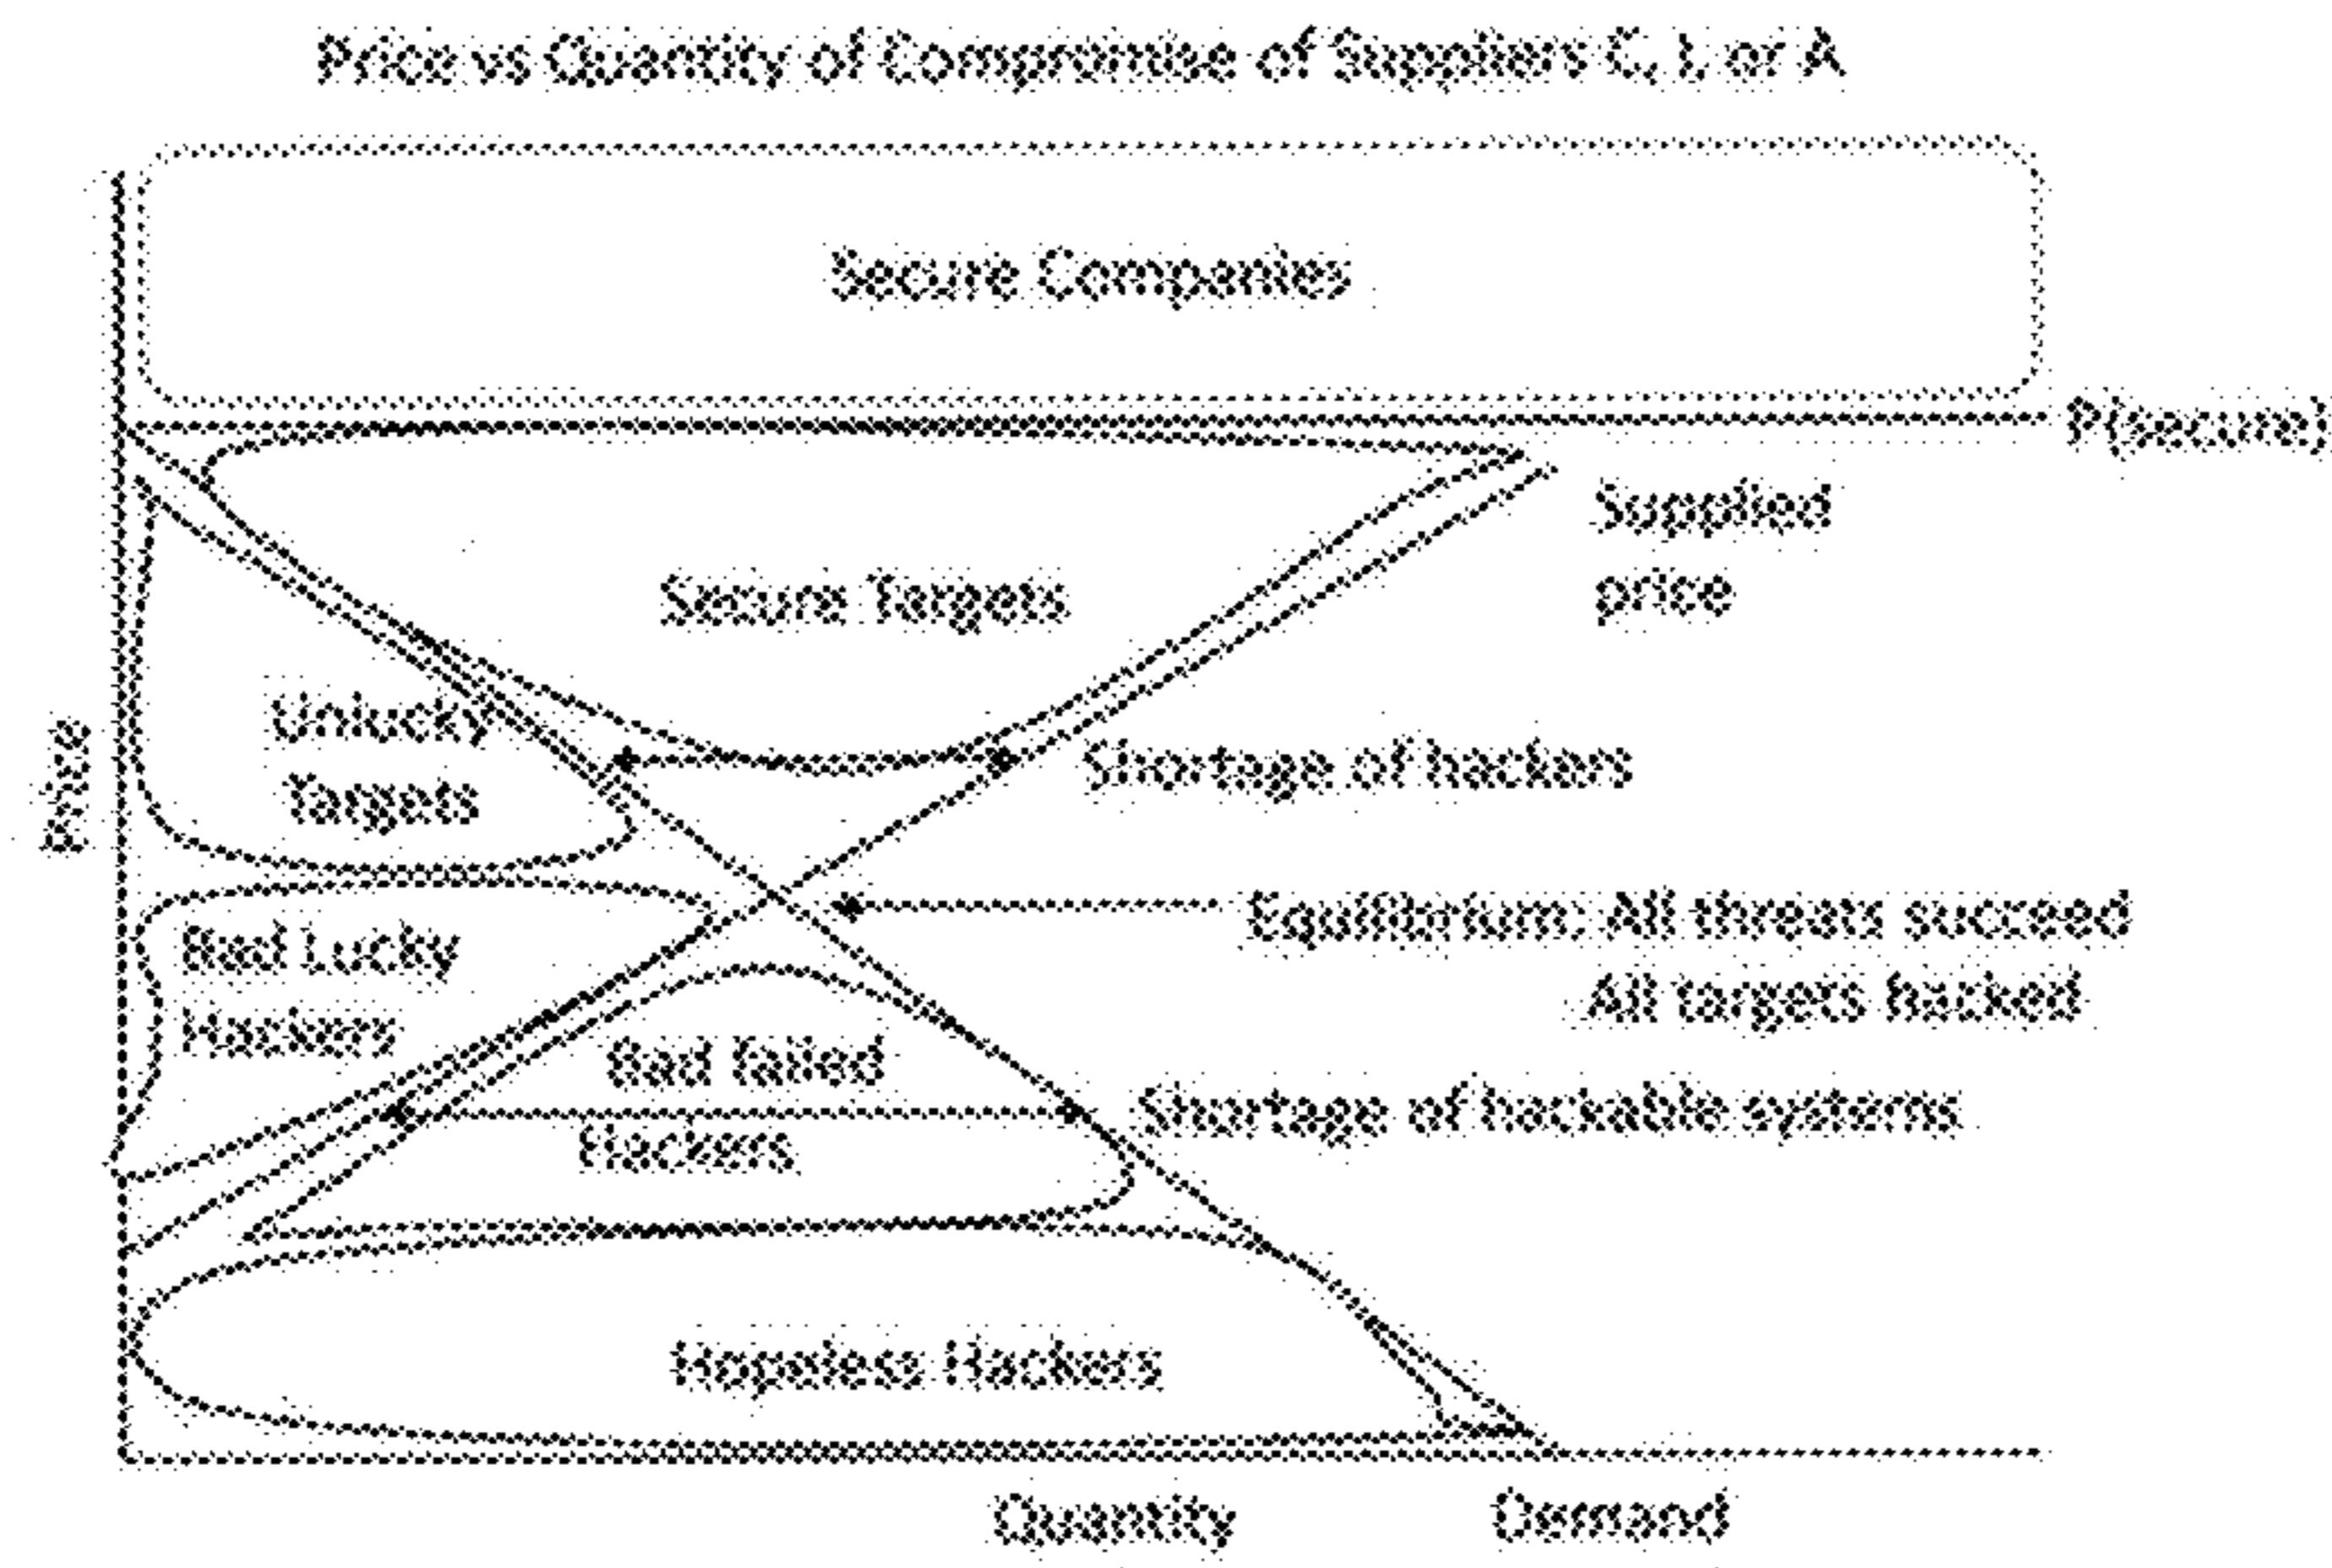 Price vs Quantity of Compromise of Suppliers C, I, or A
Secure Companies
P(secure)
Supplied
price
Secure Targets
Unlucky
Targets
Price
Shortage of hackers
Equilibrium: All threats succeed
All targets hacked
Bad Lucky
Hackers
Bad failed
Hackers
Shortage of hackable systems
Hopeless Hackers
Quantity
Demand